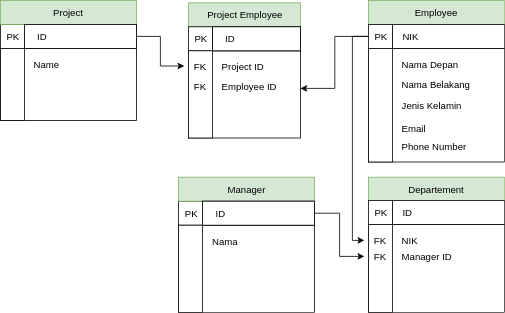 Project
PK ID
Name
Project Employee
PK ID
FK Project ID
FK Employee ID
Employee
PK NIK
Nama Depan
Nama Belakang
Jenis Kelamin
Email
Phone Number
Manager
PK ID
Nama
Departement
PK ID
FK NIK
FK Manager ID